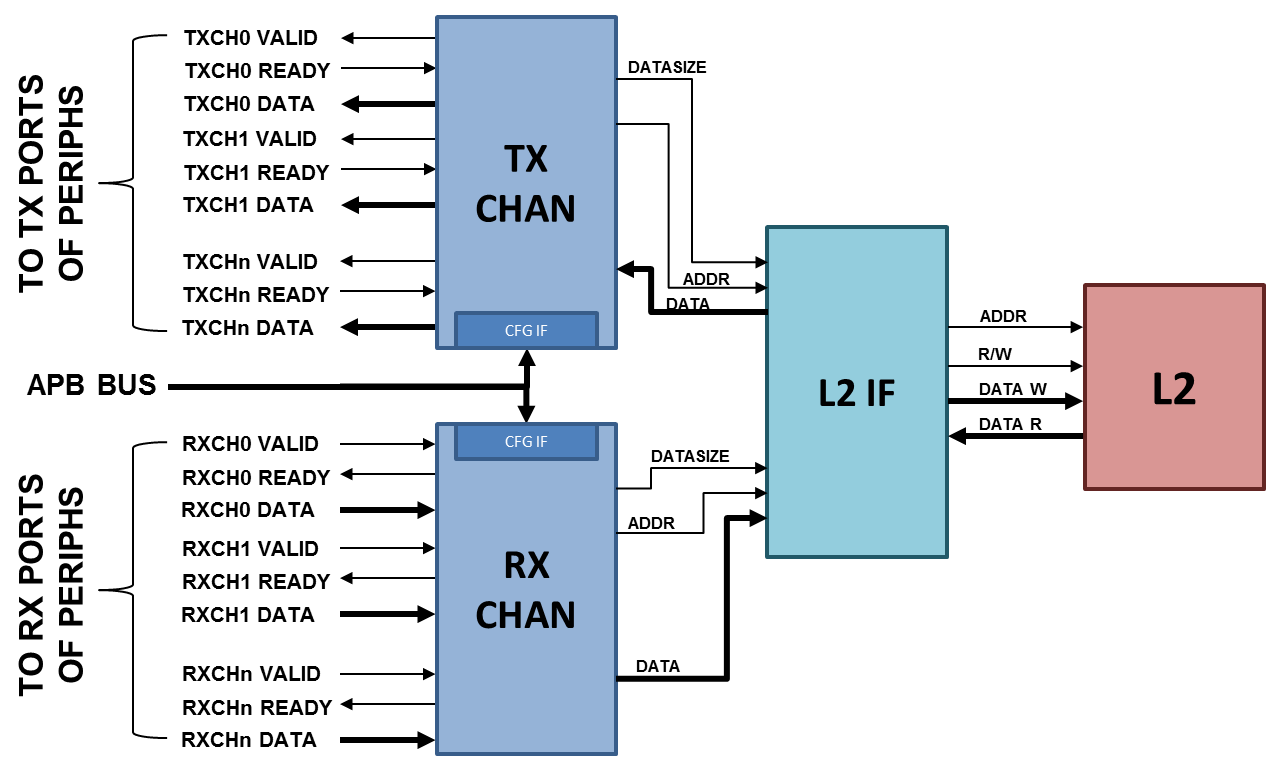 TO TX PORTS
OF PERIPHS
TXCH0 VALID
TXCH0 READY
TXCH0 DATA
TXCH1 VALID
TXCH1 READY
TXCH1 DATA
TXCHn VALID
TXCHn READY
TXCHn DATA
TX
CHAN
CFG IF
DATASIZE
ADDR
DATA
APB BUS
TO RX PORTS
OF PERIPHS
RXCH0 VALID
RXCH0 READY
RXCH0 DATA
RXCH1 VALID
RXCH1 READY
RXCH1 DATA
RXCHn VALID
RXCHn READY
RXCHn DATA
CFG IF
RX
CHAN
DATASIZE
ADDR
DATA
L2 IF
ADDR
R/W
DATA W
DATA R
L2